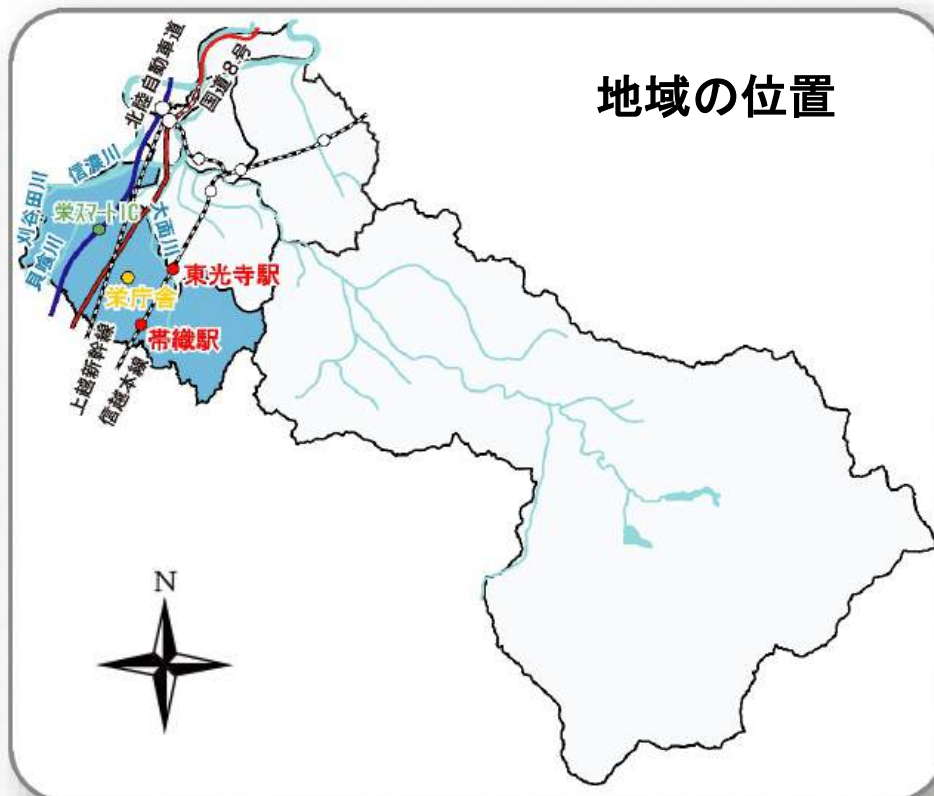 地域の位置
北陸自動車道
国道8号
信濃川
刈谷田川
栄スマートIC
貝喰川
大面川
東光寺駅
栄庁舎
帯織駅
上越新幹線
信越本線
N